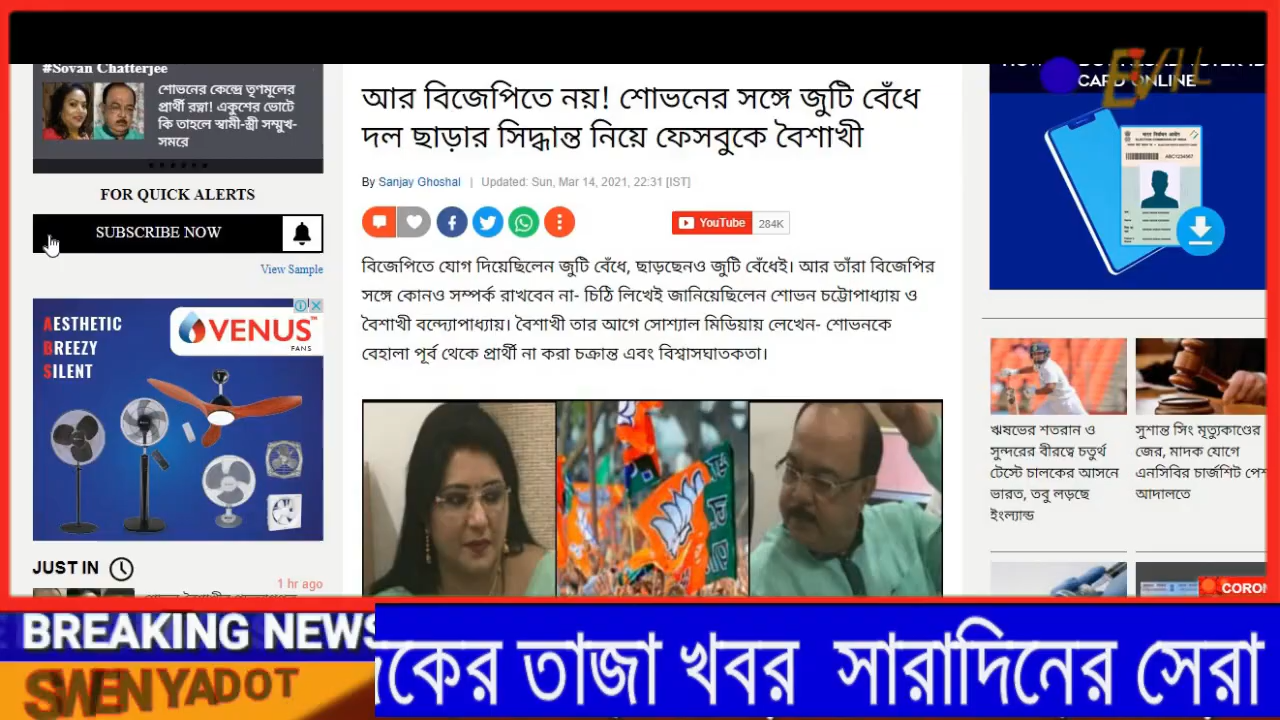 #Sovan Chatterjee
শোভনের কেন্দ্রে তৃণমূলের
প্রার্থী রত্না! একুশের ভোটে
কি তাহলে স্বামী-স্ত্রী সম্মুখ-
সমরে
FOR QUICK ALERTS
SUBSCRIBE NOW
View Sample
AESTHETIC
BREEZY
SILENT
VENUS
FANS
JUST IN
1 hr ago
আর বিজেপিতে নয়! শোভনের সঙ্গে জুটি বেঁধে
দল ছাড়ার সিদ্ধান্ত নিয়ে ফেসবুকে বৈশাখী
By Sanjay Ghoshal | Updated: Sun, Mar 14, 2021, 22:31 [IST]
YouTube 284K
বিজেপিতে যোগ দিয়েছিলেন জুটি বেঁধে, ছাড়ছেনও জুটি বেঁধেই। আর তাঁরা বিজেপির
সঙ্গে কোনও সম্পর্ক রাখবেন না- চিঠি লিখেই জানিয়েছিলেন শোভন চট্টোপাধ্যায় ও
বৈশাখী বন্দ্যোপাধ্যায়। বৈশাখী তার আগে সোশ্যাল মিডিয়ায় লেখেন- শোভনকে
বেহালা পূর্ব থেকে প্রার্থী না করা চক্রান্ত এবং বিশ্বাসঘাতকতা।
CARD ONLINE
ঋষভের শতরান ও
সুন্দরের বীরত্বে চতুর্থ
টেস্টে চালকের আসনে
ভারত, তবু লড়ছে
ইংল্যান্ড
সুশান্ত সিং মৃত্যুকাণ্ডের
জের, মাদক যোগে
এনসিবির চার্জশিট পেশ
আদালতে
BREAKING NEWS
SWENYADOT
কের তাজা খবর সারাদিনের সেরা